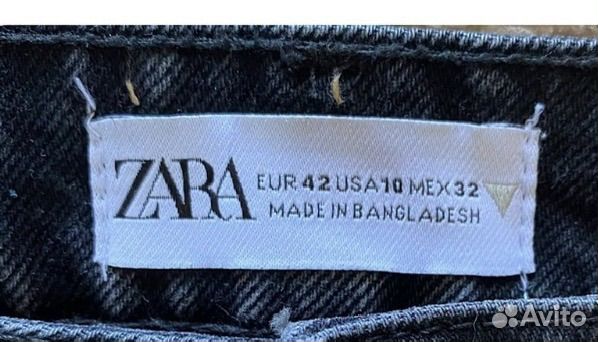 ZARA
EUR 42 USA 10 MEX 32
MADE IN BANGLADESH
Avito